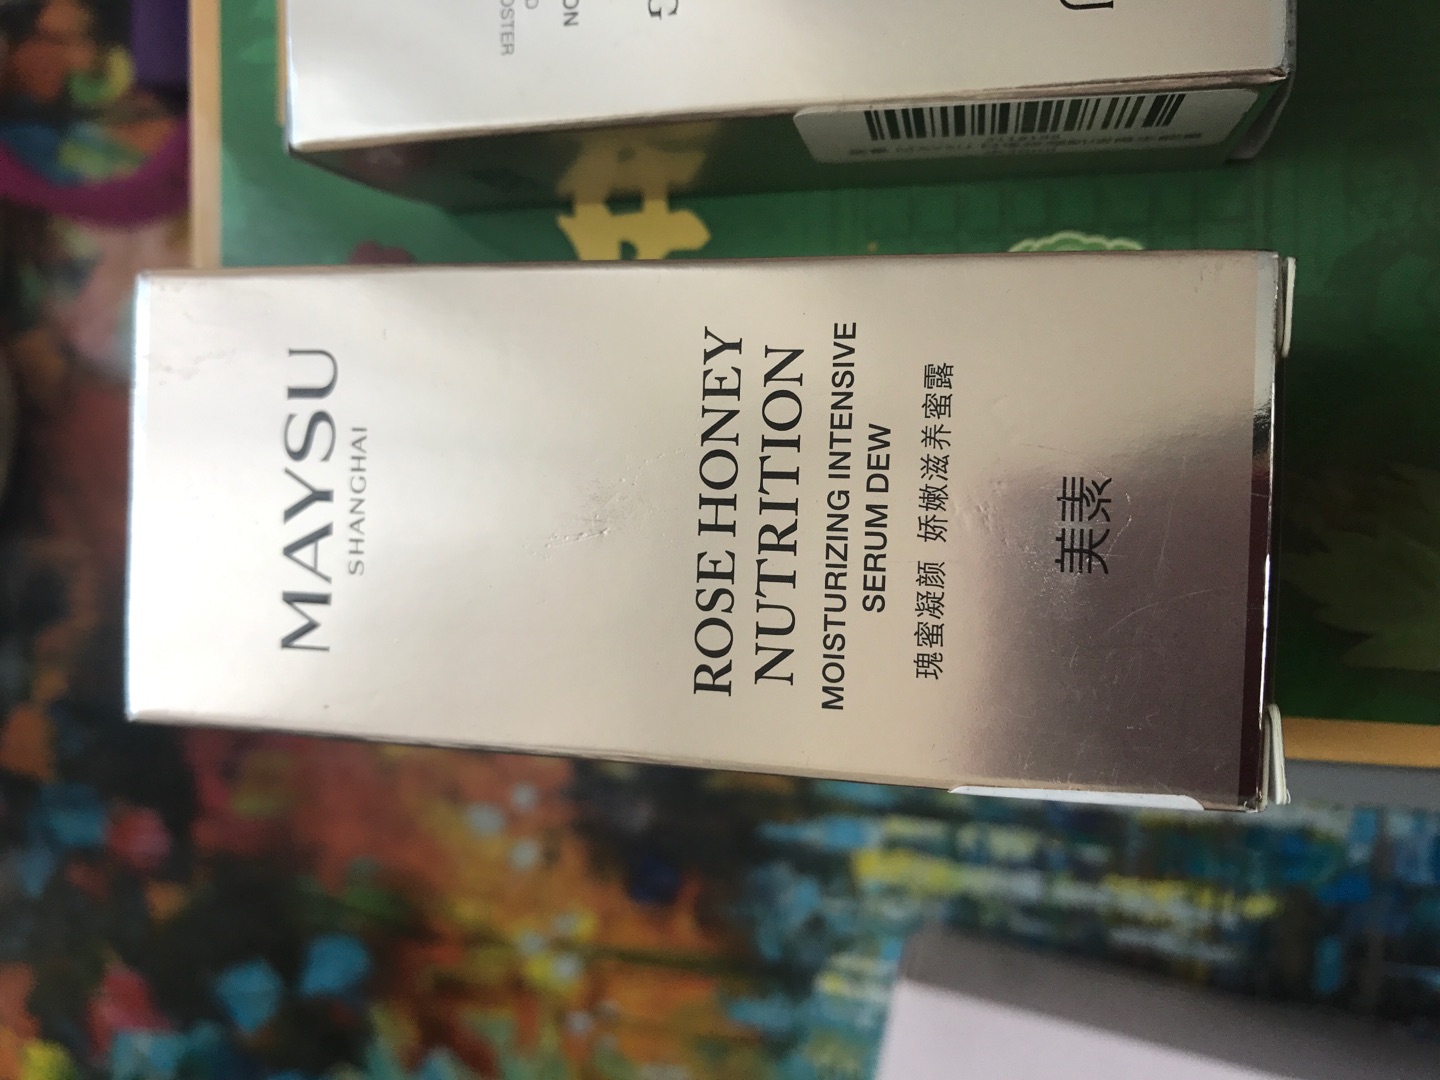 MAYSU
SHANGHAI
ROSE HONEY
NUTRITION
MOISTURIZING INTENSIVE
SERUM DEW
瑰蜜凝颜 娇嫩滋养蜜露
美素